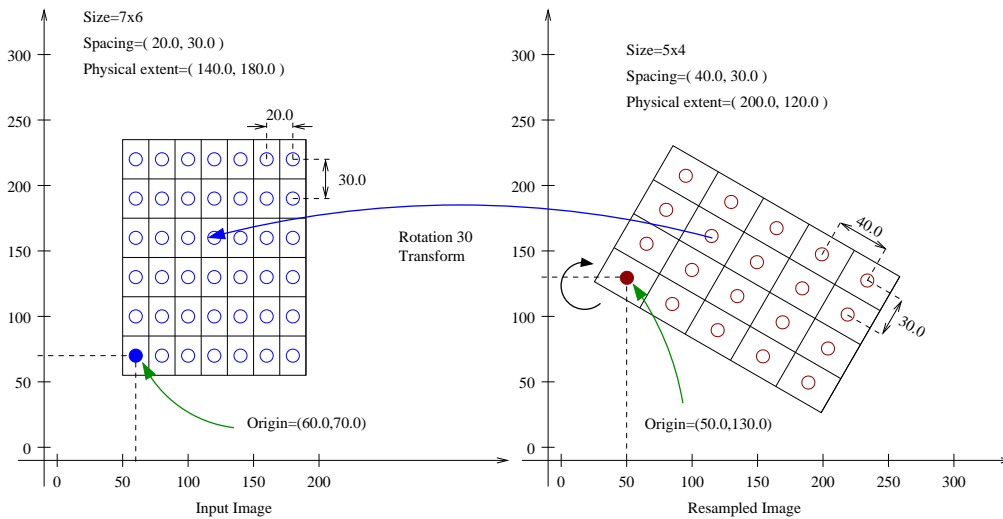 Size=7x6
Spacing=( 20.0, 30.0 )
Physical extent=( 140.0, 180.0 )
300
250
200
150
100
50
0
20.0
30.0
Origin=(60.0,70.0)
0
50
100
150
200
Input Image
Rotation 30
Transform
Size=5x4
Spacing=( 40.0, 30.0 )
Physical extent=( 200.0, 120.0 )
300
250
200
150
100
50
0
40.0
30.0
Origin=(50.0,130.0)
0
50
100
150
200
250
300
Resampled Image